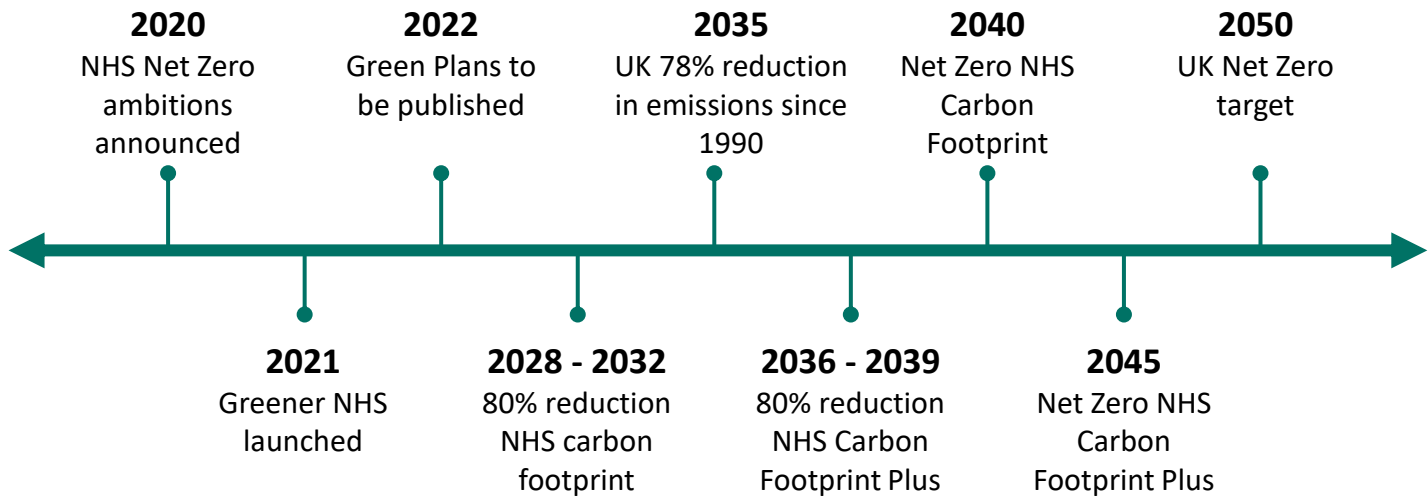 2020
NHS Net Zero
ambitions
announced
2022
Green Plans to
be published
2035
UK 78% reduction
in emissions since
1990
2040
Net Zero NHS
Carbon
Footprint
2050
UK Net Zero
target
2021
Greener NHS
launched
2028 - 2032
80% reduction
NHS carbon
footprint
2036 - 2039
80% reduction
NHS Carbon
Footprint Plus
2045
Net Zero NHS
Carbon
Footprint Plus